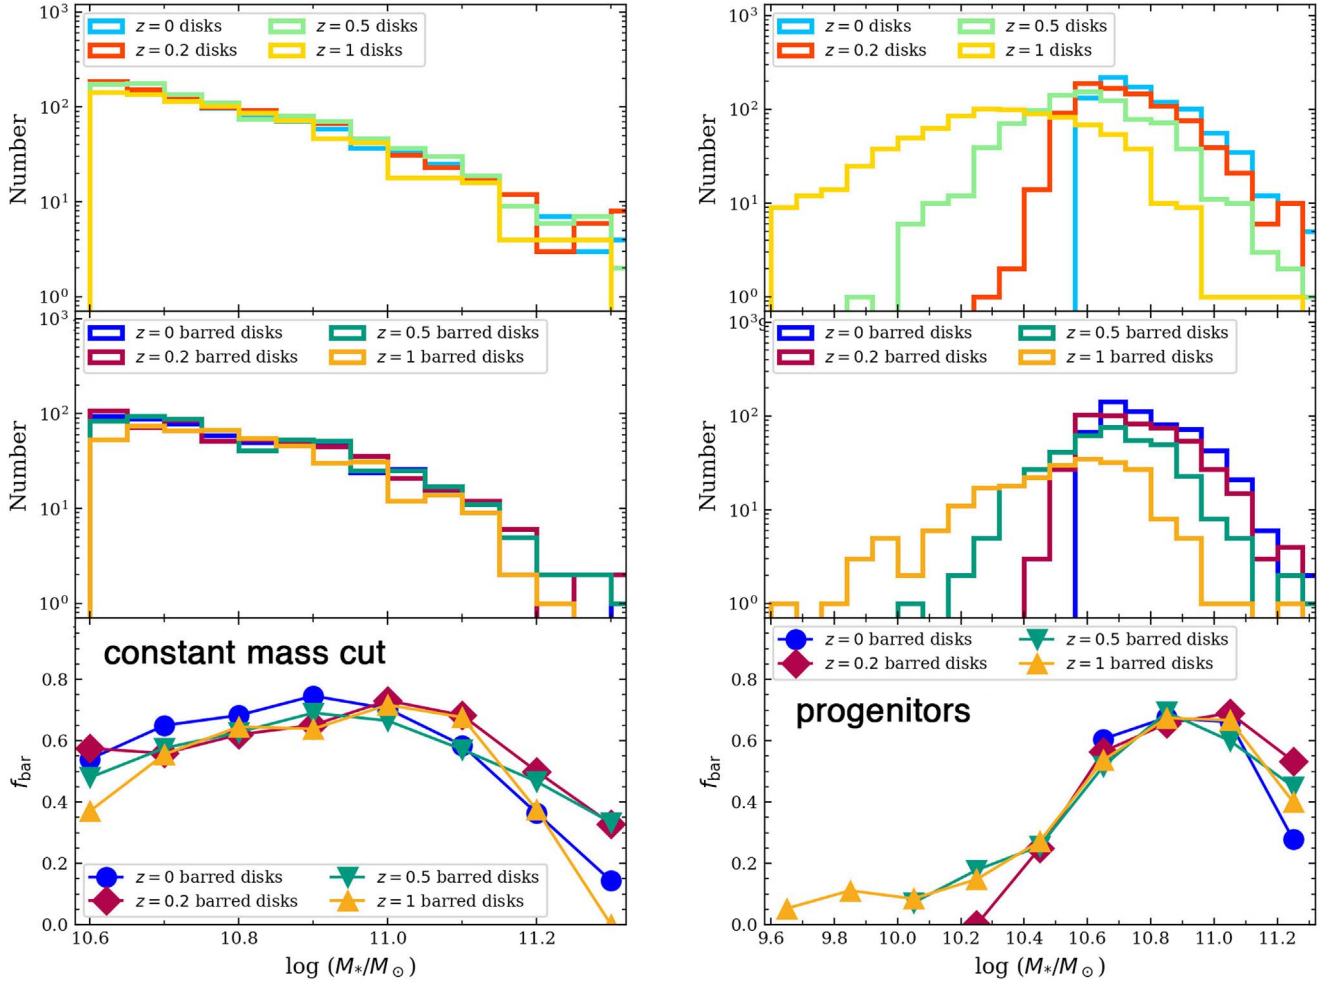 z = 0 disks
z = 0.5 disks
z = 0.2 disks
z = 1 disks
10³
10²
10¹
10⁰
Number
z = 0 barred disks
z = 0.5 barred disks
z = 0.2 barred disks
z = 1 barred disks
10³
10²
10¹
10⁰
Number
constant mass cut
0.8
0.6
0.4
0.2
0.0
f_bar
z = 0 barred disks
z = 0.5 barred disks
z = 0.2 barred disks
z = 1 barred disks
10.6 10.8 11.0 11.2
log (M*/M⊙)
z = 0 disks
z = 0.5 disks
z = 0.2 disks
z = 1 disks
10³
10²
10¹
10⁰
Number
z = 0 barred disks
z = 0.5 barred disks
z = 0.2 barred disks
z = 1 barred disks
10³
10²
10¹
10⁰
Number
z = 0 barred disks
z = 0.5 barred disks
z = 0.2 barred disks
z = 1 barred disks
progenitors
0.8
0.6
0.4
0.2
0.0
f_bar
9.6 9.8 10.0 10.2 10.4 10.6 10.8 11.0 11.2
log (M*/M⊙)